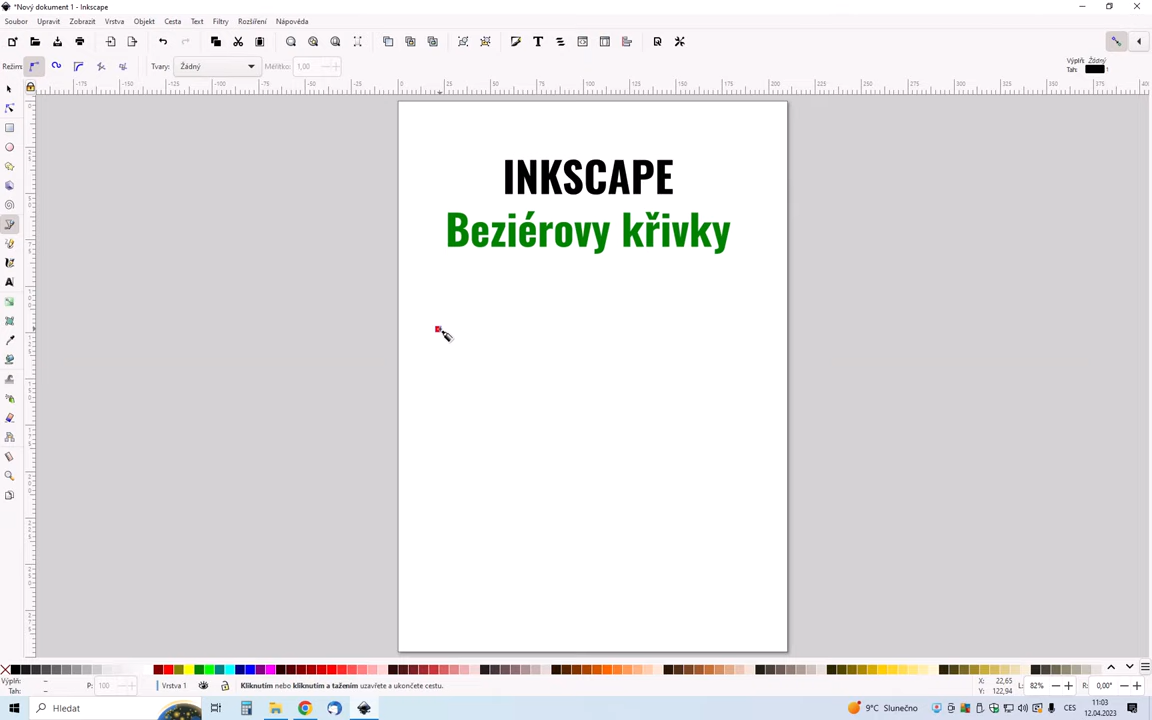 *Nový dokument 1 - Inkscape
Soubor Upravit Zobrazit Vrstva Objekt Cesta Text Filtry Rozšíření Nápověda
Režim: Tvary: Žádný Měřítko: 1,00
Výplň: Žádný
Tah: 1
INKSCAPE
Beziérovy křivky
Výplň: – P: 100 Vrstva 1 Kliknutím nebo kliknutím a tažením uzavřete a ukončete cestu. X: 22,65 L: 82% R: 0,00°
Tah: – Y: 122,94
Hledat 9°C Slunečno CES 11:03
12.04.2023